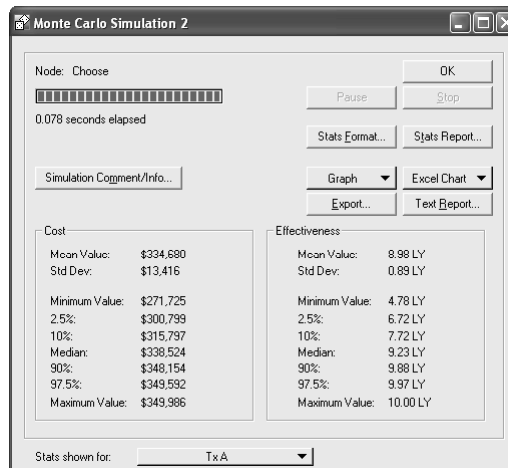 Monte Carlo Simulation 2
Node: Choose
OK
Pause
Stop
0.078 seconds elapsed
Stats Format...
Stats Report...
Simulation Comment/Info...
Graph
Excel Chart
Export...
Text Report...
Cost
Mean Value: $334,680
Std Dev: $13,416
Minimum Value: $271,725
2.5%: $300,799
10%: $315,797
Median: $338,524
90%: $348,154
97.5%: $349,592
Maximum Value: $349,986
Effectiveness
Mean Value: 8.98 LY
Std Dev: 0.89 LY
Minimum Value: 4.78 LY
2.5%: 6.72 LY
10%: 7.72 LY
Median: 9.23 LY
90%: 9.88 LY
97.5%: 9.97 LY
Maximum Value: 10.00 LY
Stats shown for: Tx A